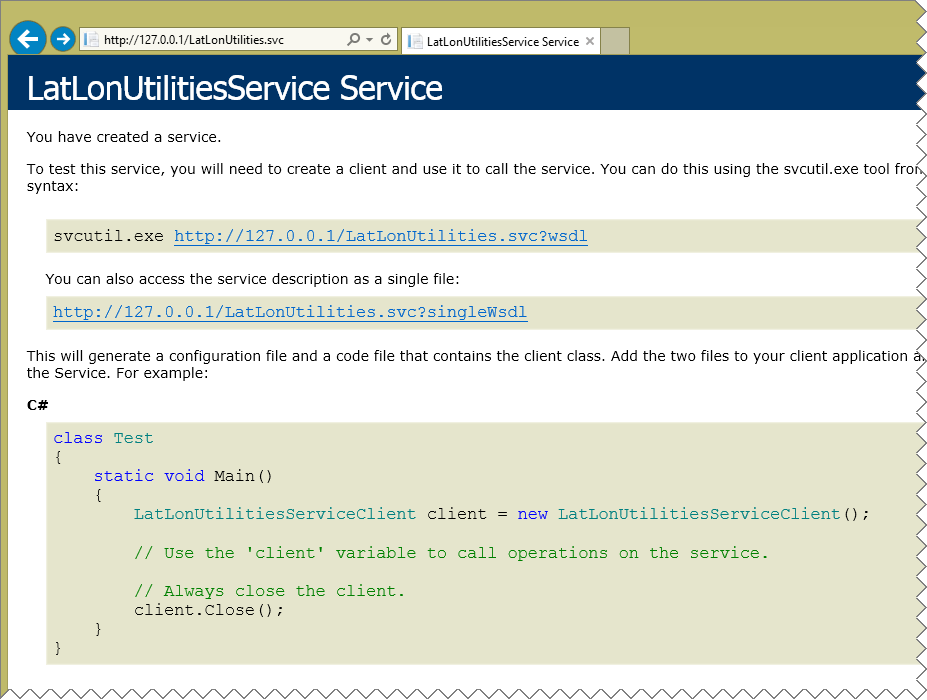 http://127.0.0.1/LatLonUtilities.svc
LatLonUtilitiesService Service
LatLonUtilitiesService Service
You have created a service.
To test this service, you will need to create a client and use it to call the service. You can do this using the svcutil.exe tool from
syntax:
svcutil.exe http://127.0.0.1/LatLonUtilities.svc?wsdl
You can also access the service description as a single file:
http://127.0.0.1/LatLonUtilities.svc?singleWsdl
This will generate a configuration file and a code file that contains the client class. Add the two files to your client application
the Service. For example:
C#
class Test
{
    static void Main()
    {
        LatLonUtilitiesServiceClient client = new LatLonUtilitiesServiceClient();
        // Use the 'client' variable to call operations on the service.
        // Always close the client.
        client.Close();
    }
}